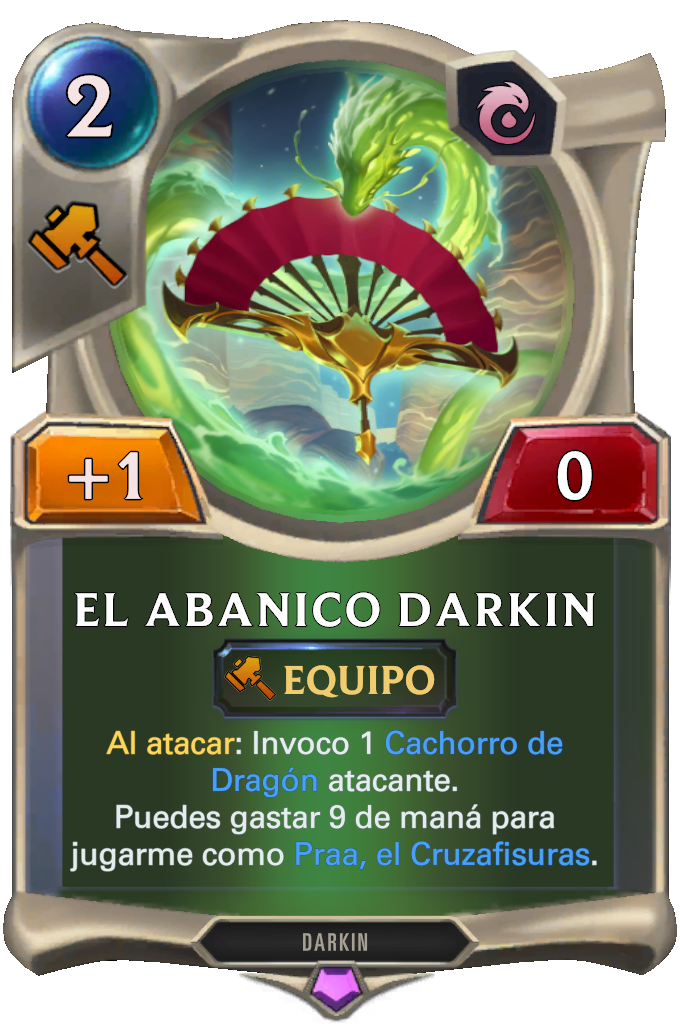 2
+1
0
EL ABANICO DARKIN
EQUIPO
Al atacar: Invoco 1 Cachorro de
Dragón atacante.
Puedes gastar 9 de maná para
jugarme como Praa, el Cruzafisuras.
DARKIN